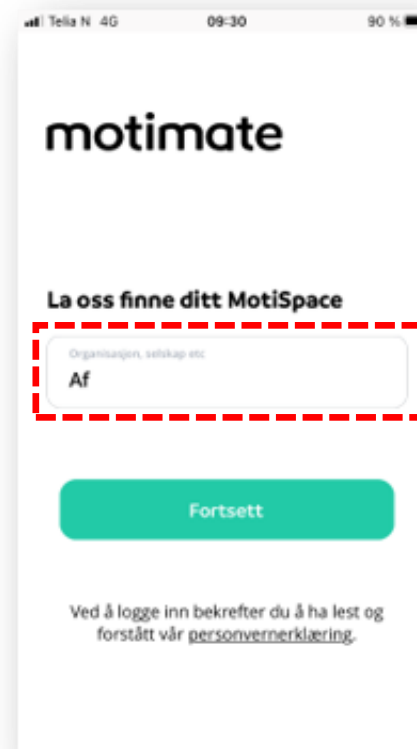 Telia N 4G 09:30 90 %
motimate
La oss finne ditt MotiSpace
Organisasjon, selskap etc
Af
Fortsett
Ved å logge inn bekrefter du å ha lest og
forstått vår personvernerklæring.